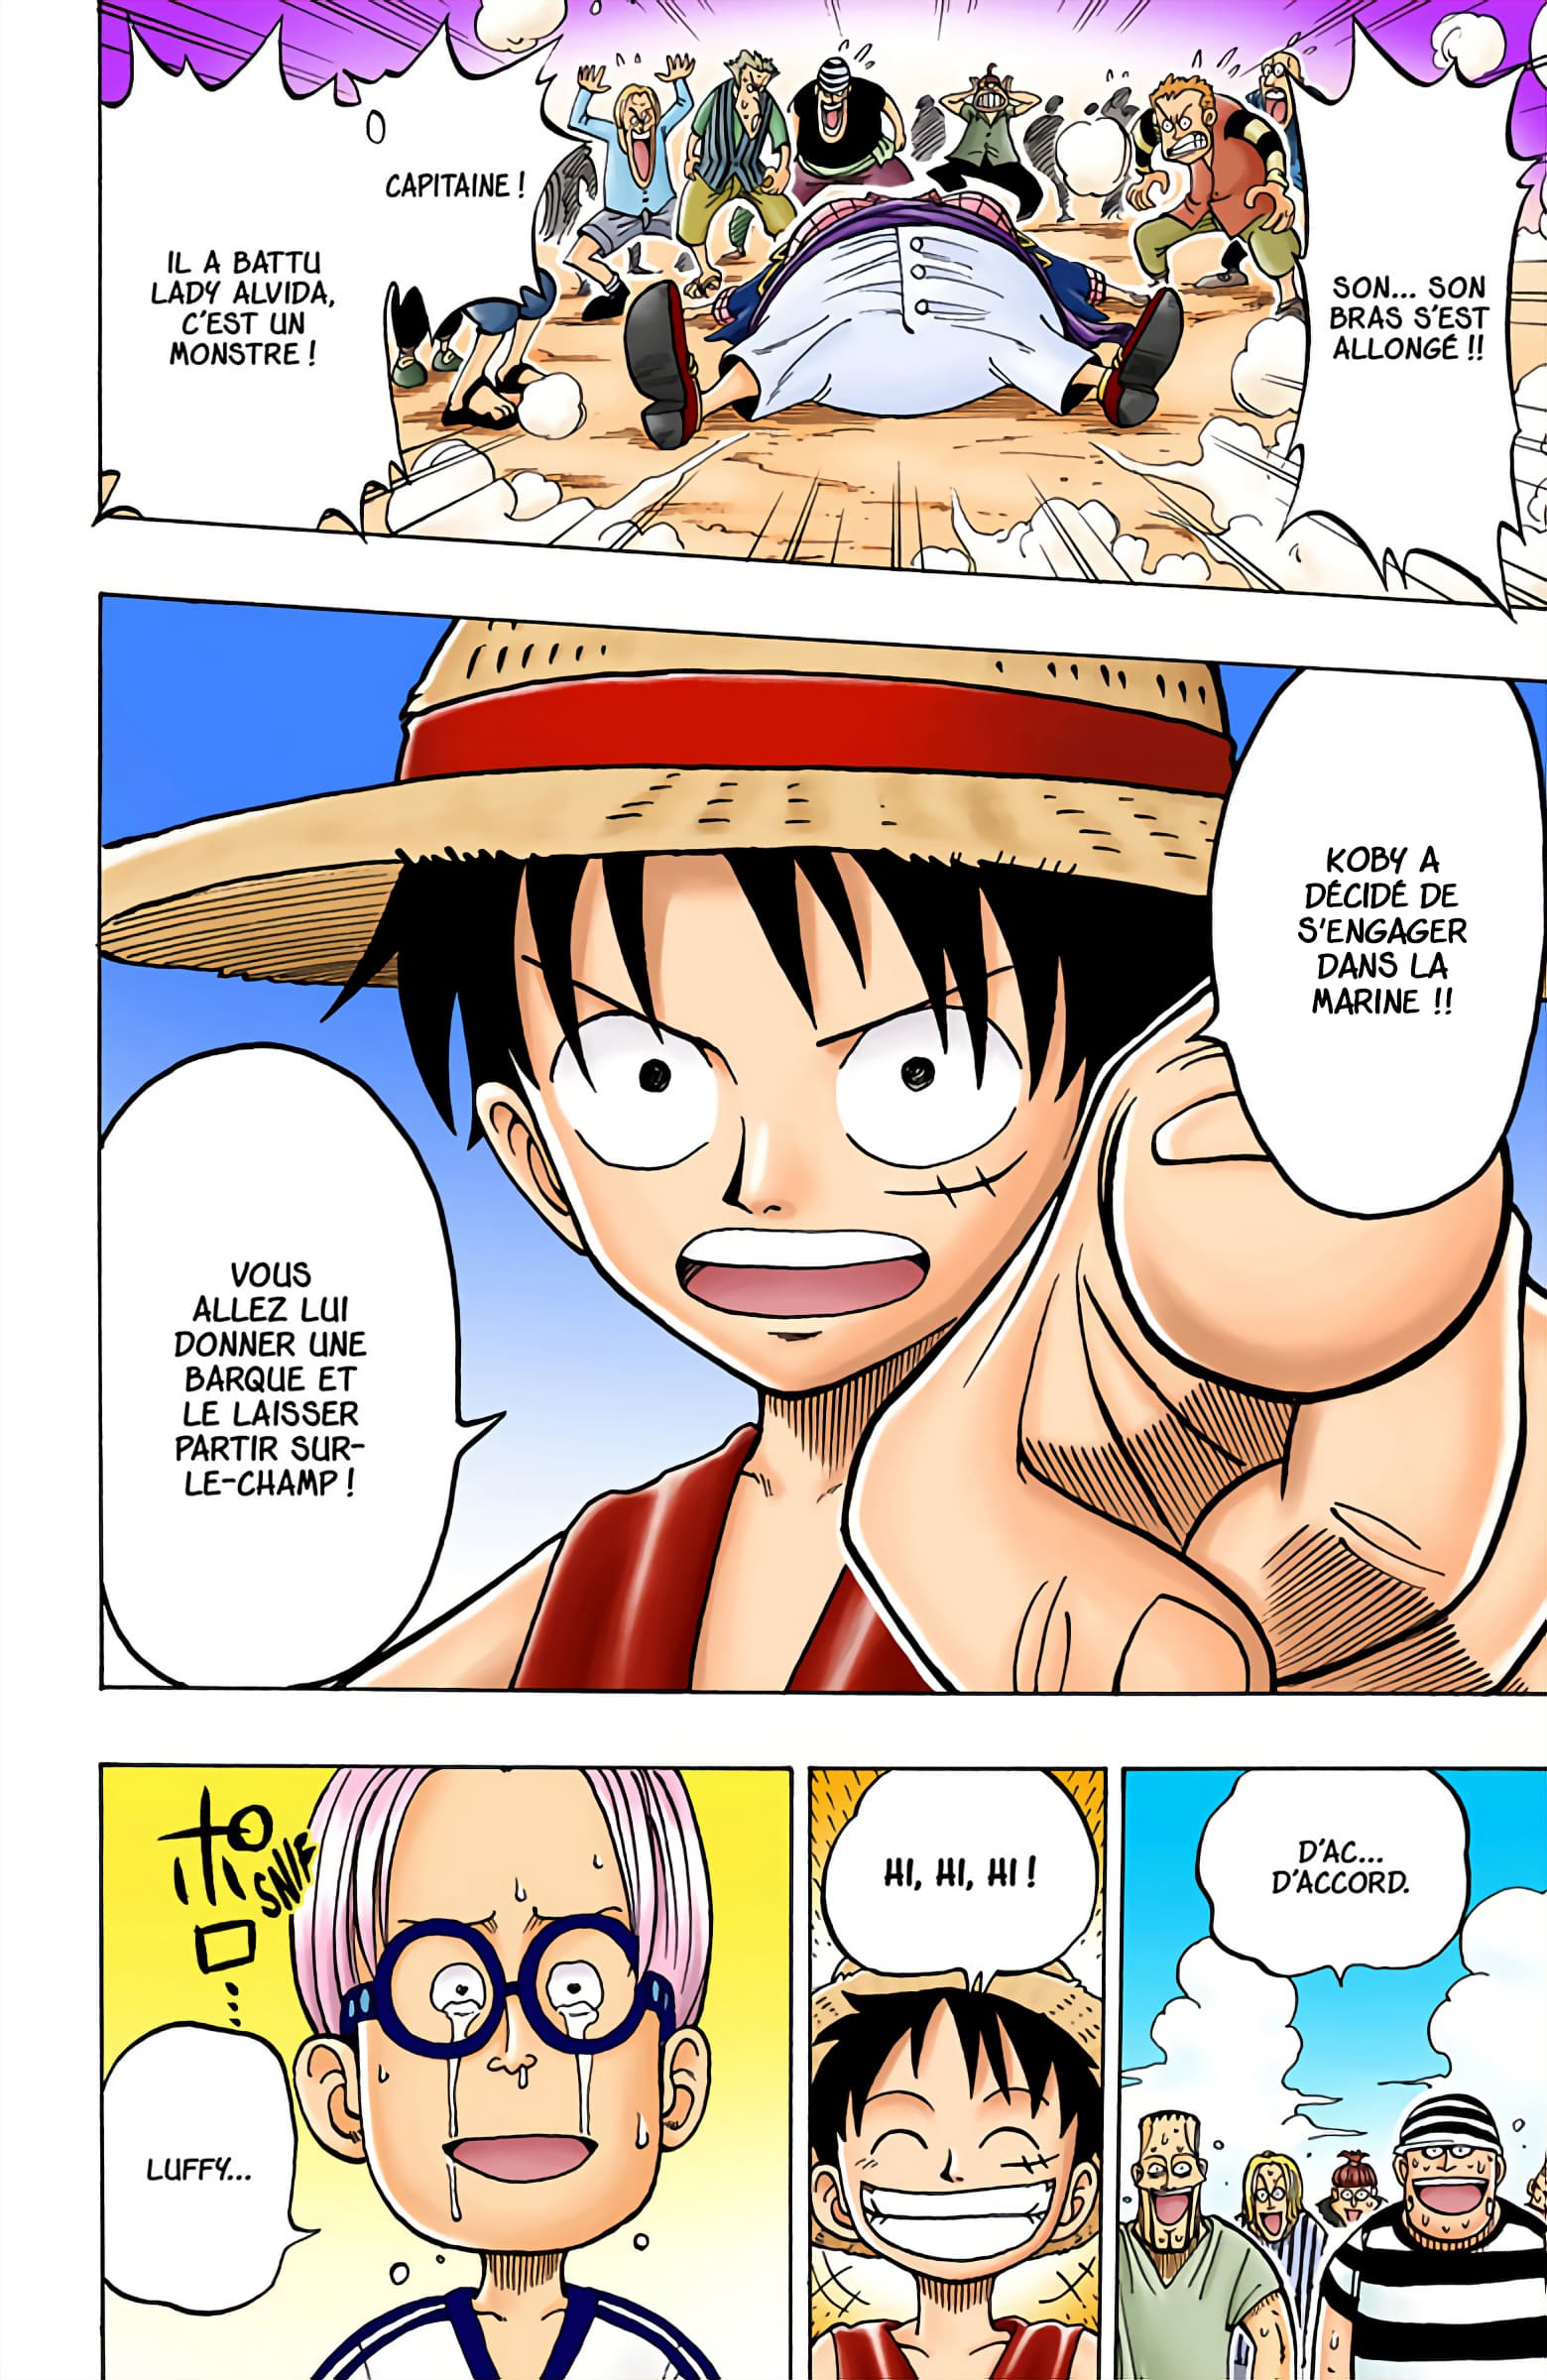 SON... SON
BRAS S'EST
ALLONGÉ !!
CAPITAINE !
IL A BATTU
LADY ALVIDA,
C'EST UN
MONSTRE !
KOBY A
DÉCIDÉ DE
S'ENGAGER
DANS LA
MARINE !!
VOUS
ALLEZ LUI
DONNER UNE
BARQUE ET
LE LAISSER
PARTIR SUR-
LE-CHAMP !
D'AC...
D'ACCORD.
HI, HI, HI !
ポロ...
SNIF
LUFFY...